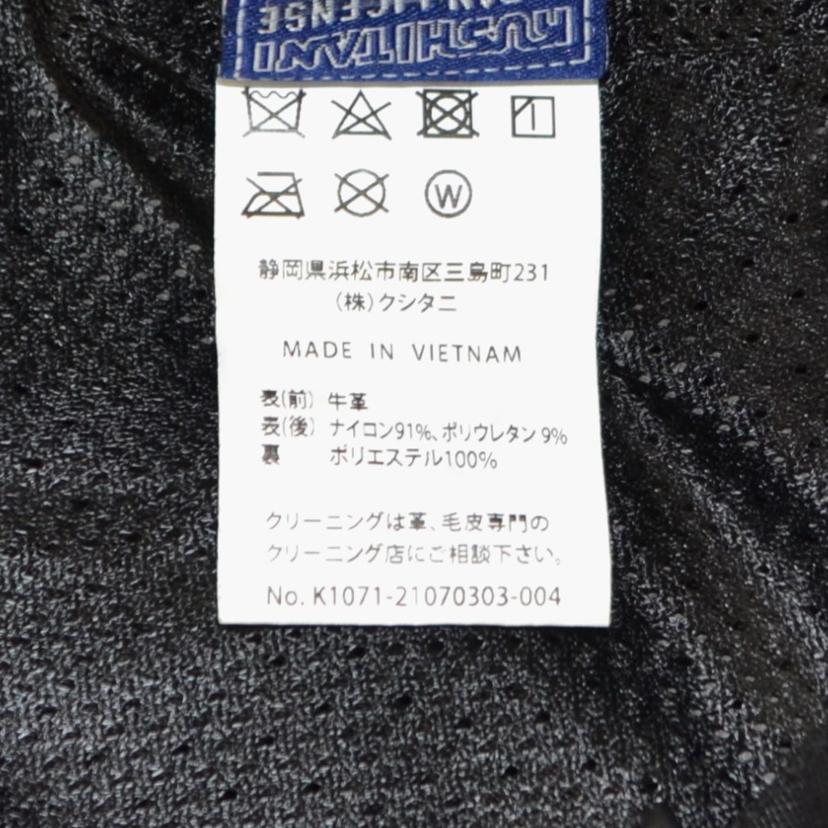 LICENSE
KUSHITANI
W
静岡県浜松市南区三島町231
(株)クシタニ
MADE IN VIETNAM
表(前) 牛革
表(後) ナイロン91%、ポリウレタン 9%
裏 ポリエステル100%
クリーニングは革、毛皮専門の
クリーニング店にご相談下さい。
No. K1071-21070303-004